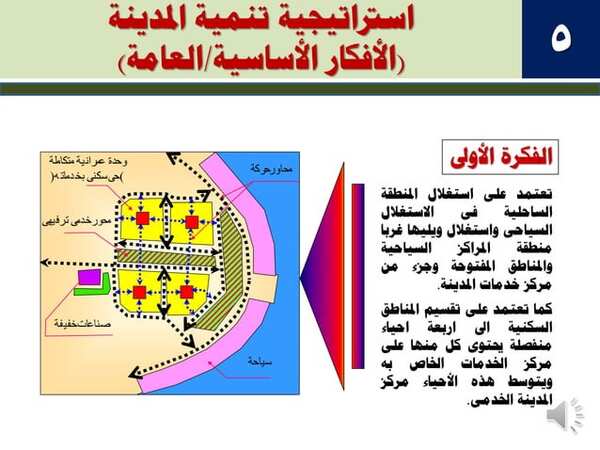 ٥
استراتيجية تنمية المدينة
(الأفكار الأساسية/العامة)
الفكرة الأولى
تعتمد على استغلال المنطقة
الساحلية فى الاستغلال
السياحى واستغلال ويليها غربا
منطقة المراكز السياحية
والمناطق المفتوحة وجزء من
مركز خدمات المدينة.
كما تعتمد على تقسيم المناطق
السكنية الى اربعة احياء
منفصلة يحتوى كل منها على
مركز الخدمات الخاص به
ويتوسط هذه الأحياء مركز
المدينة الخدمى.
وحدة عمرانية متكاملة
)حى سكنى بخدماته(
محاور حركة
محور خدمى ترفيهى
صناعات خفيفة
سياحة